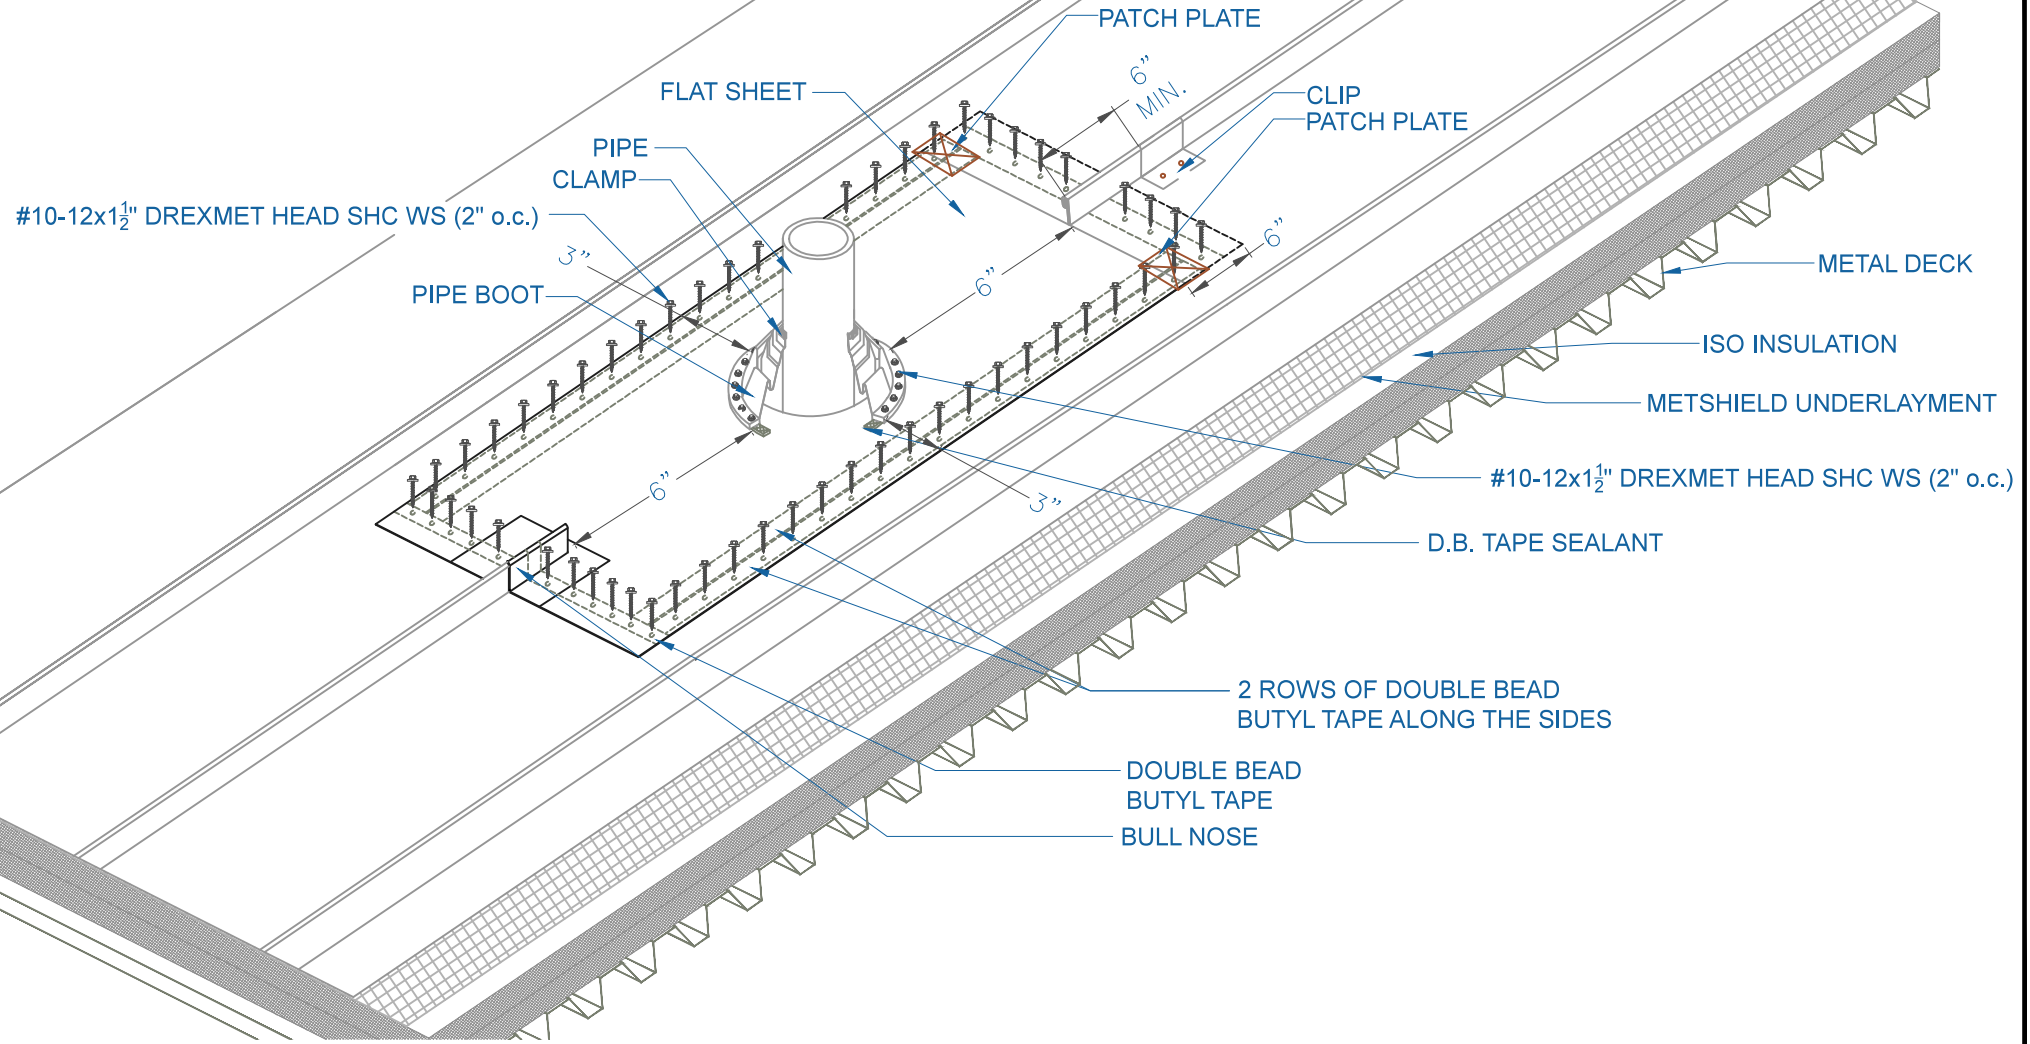 PATCH PLATE
6"
MIN.
FLAT SHEET
CLIP
PATCH PLATE
PIPE
CLAMP
#10-12x1½" DREXMET HEAD SHC WS (2" o.c.)
3"
6"
6"
METAL DECK
PIPE BOOT
ISO INSULATION
METSHIELD UNDERLAYMENT
#10-12x1½" DREXMET HEAD SHC WS (2" o.c.)
6"
3"
D.B. TAPE SEALANT
2 ROWS OF DOUBLE BEAD
BUTYL TAPE ALONG THE SIDES
DOUBLE BEAD
BUTYL TAPE
BULL NOSE